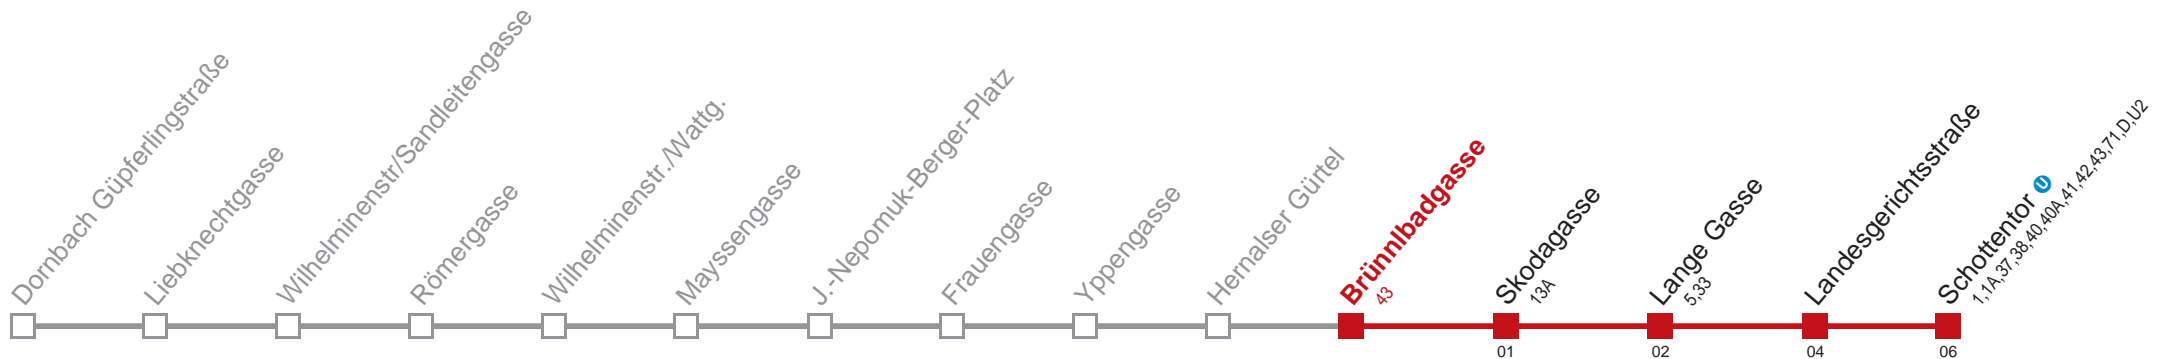 Dornbach Güpferlingstraße
Liebknechtgasse
Wilhelminenstr/Sandleitengasse
Römergasse
Wilhelminenstr./Wattg.
Mayssengasse
J.-Nepomuk-Berger-Platz
Frauengasse
Yppengasse
Hernalser Gürtel
Brünnlbadgasse
43
Skodagasse
13A
Lange Gasse
5,33
Landesgerichtsstraße
Schottentor U
1,1A,37,38,40,40A,41,42,43,71,D,U2
01
02
04
06